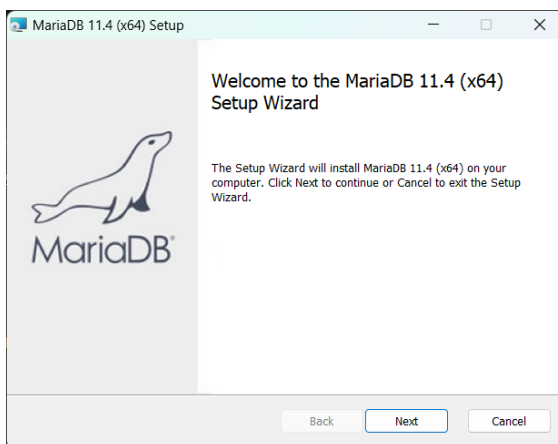 MariaDB 11.4 (x64) Setup
Welcome to the MariaDB 11.4 (x64)
Setup Wizard
The Setup Wizard will install MariaDB 11.4 (x64) on your
computer. Click Next to continue or Cancel to exit the Setup
Wizard.
MariaDB
Back Next Cancel